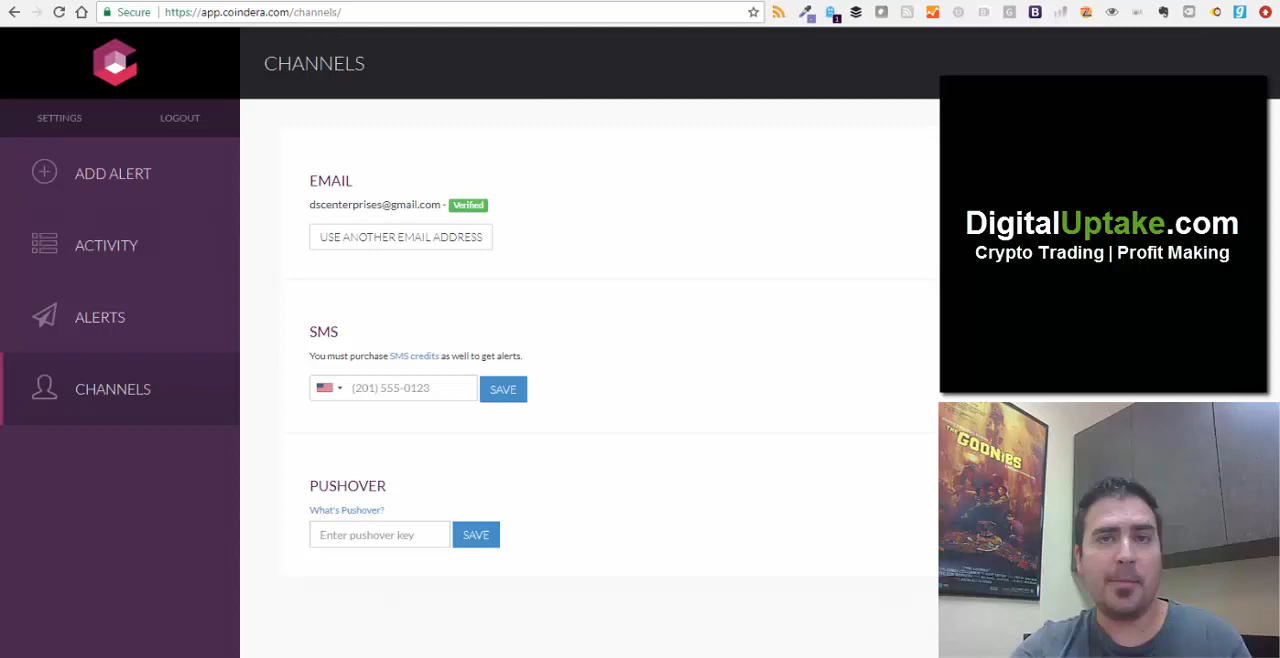 Secure
https://app.coindera.com/channels/
CHANNELS
SETTINGS
LOGOUT
ADD ALERT
ACTIVITY
ALERTS
CHANNELS
EMAIL
dscenterprises@gmail.com - Verified
USE ANOTHER EMAIL ADDRESS
SMS
You must purchase SMS credits as well to get alerts.
(201) 555-0123
SAVE
PUSHOVER
What's Pushover?
Enter pushover key
SAVE
DigitalUptake.com
Crypto Trading | Profit Making
THE
GOONIES